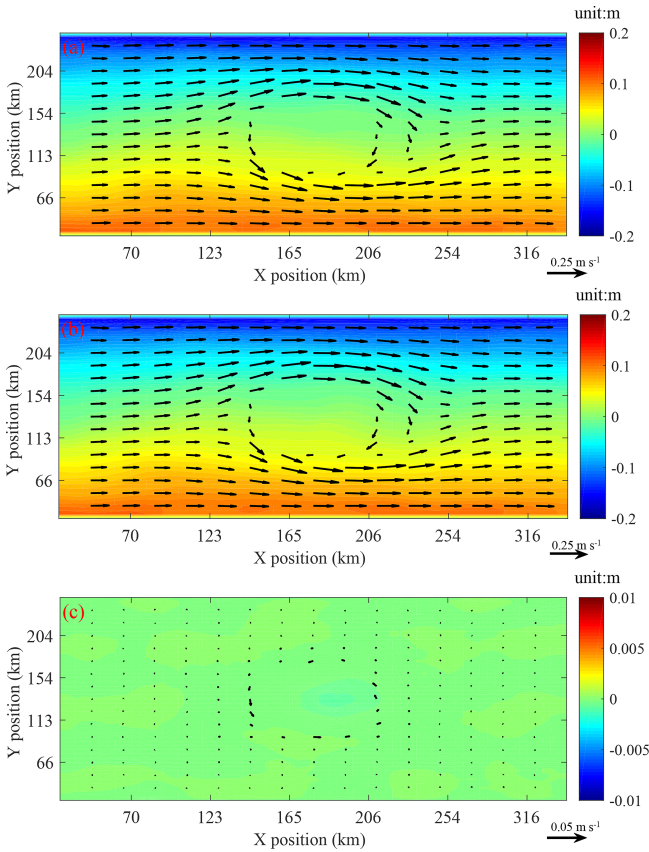 unit:m
(a)
Y position (km)
204
154
113
66
0.2
0.1
0
-0.1
-0.2
70 123 165 206 254 316
X position (km)
0.25 m s-1
unit:m
(b)
Y position (km)
204
154
113
66
0.2
0.1
0
-0.1
-0.2
70 123 165 206 254 316
X position (km)
0.25 m s-1
unit:m
(c)
Y position (km)
204
154
113
66
0.01
0.005
0
-0.005
-0.01
70 123 165 206 254 316
X position (km)
0.05 m s-1